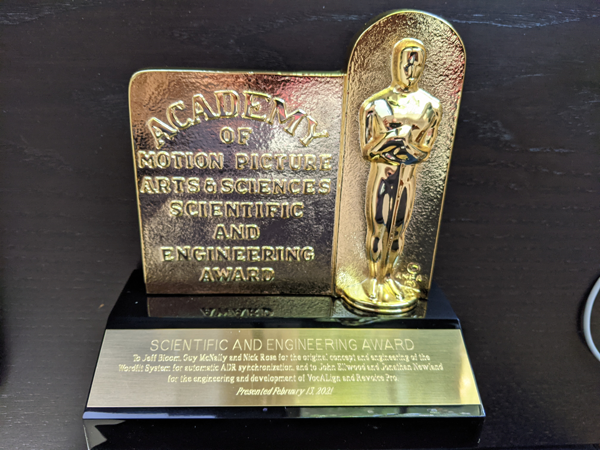 ACADEMY
OF
MOTION PICTURE
ARTS & SCIENCES
SCIENTIFIC
AND
ENGINEERING
AWARD
SCIENTIFIC AND ENGINEERING AWARD
To Jeff Bloom, Guy McNally and Nick Rose for the original concept and engineering of the
Wordfit System for automatic ADR synchronization, and to John Ellwood and Jonathan Newland
for the engineering and development of VocALign and Revoice Pro.
Presented February 13, 2021